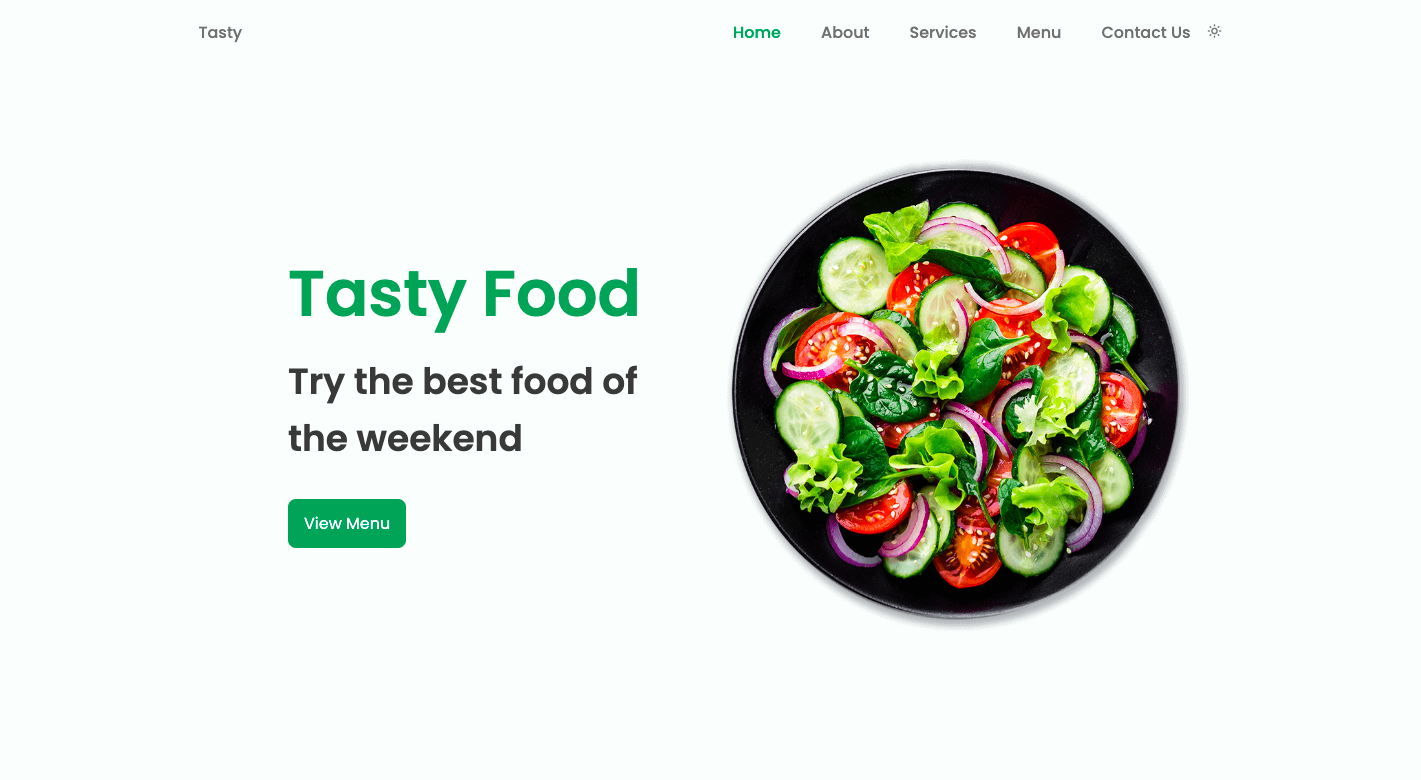 Tasty
Home About Services Menu Contact Us
Tasty Food
Try the best food of
the weekend
View Menu